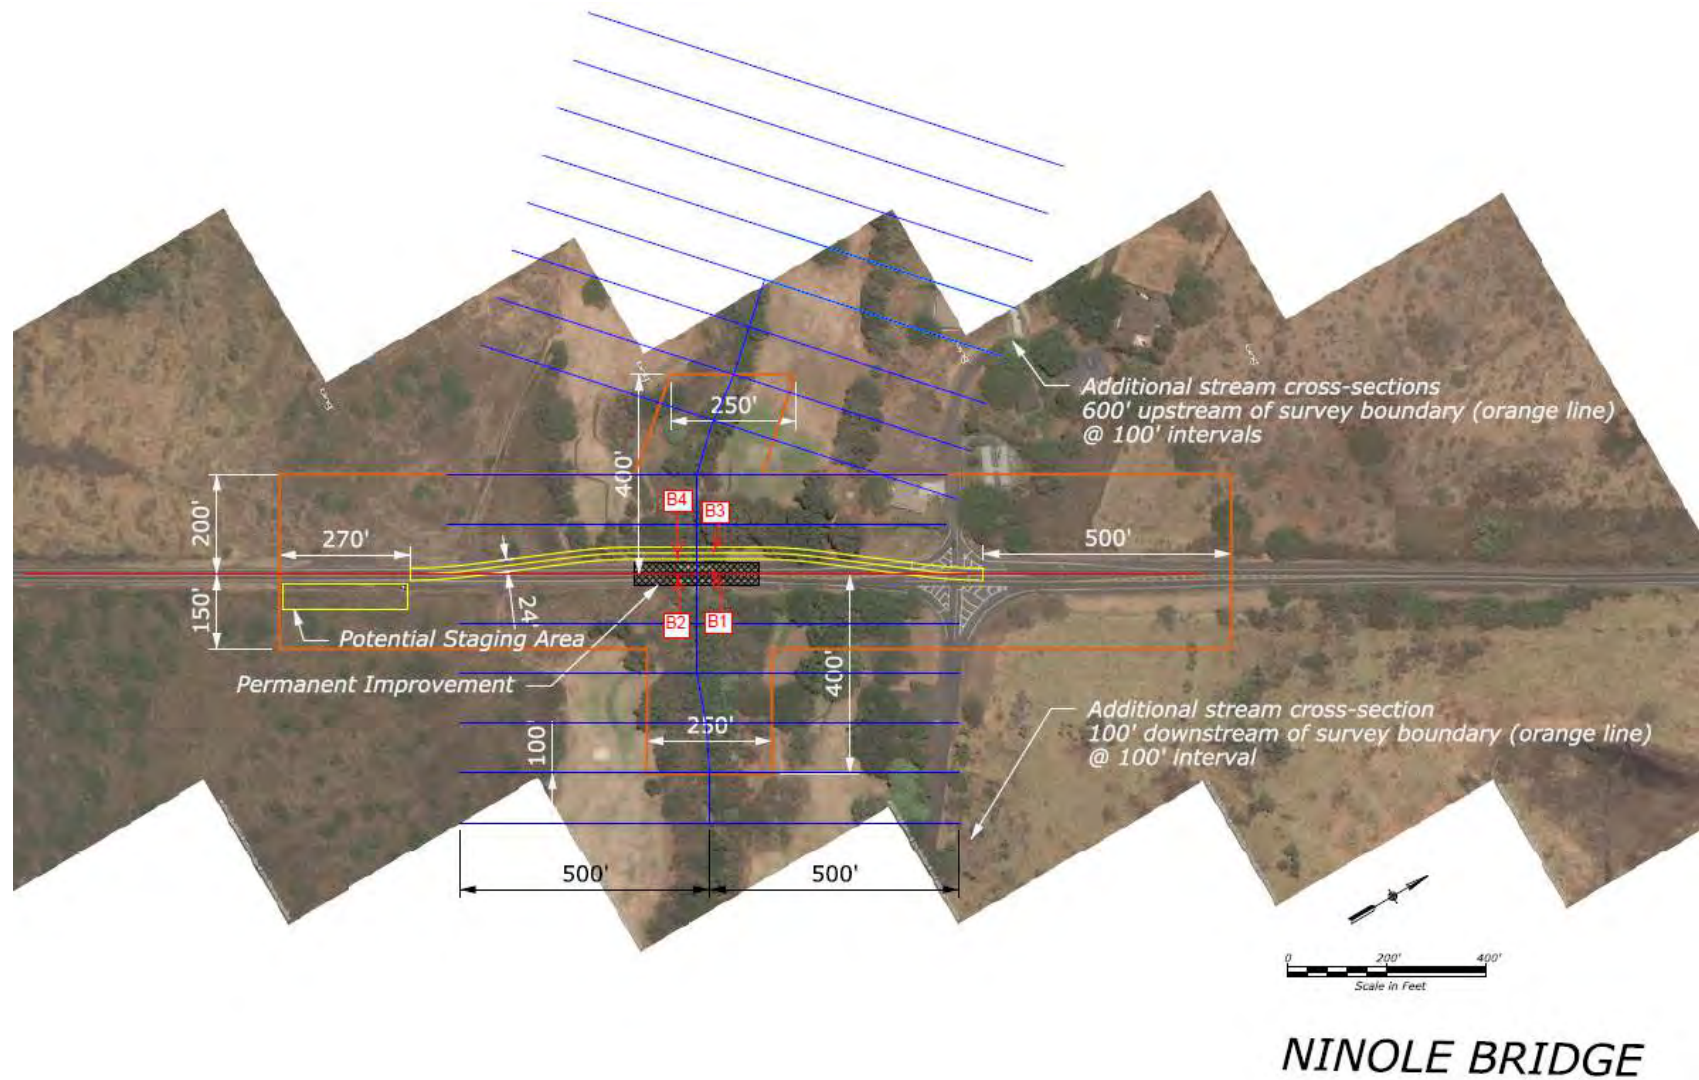 Additional stream cross-sections
600' upstream of survey boundary (orange line)
@ 100' intervals
250'
400'
200'
B4
B3
270'
500'
150'
24'
B2
B1
Potential Staging Area
Permanent Improvement
400'
250'
100'
Additional stream cross-section
100' downstream of survey boundary (orange line)
@ 100' interval
500'
500'
0
200'
400'
Scale in Feet
NINOLE BRIDGE